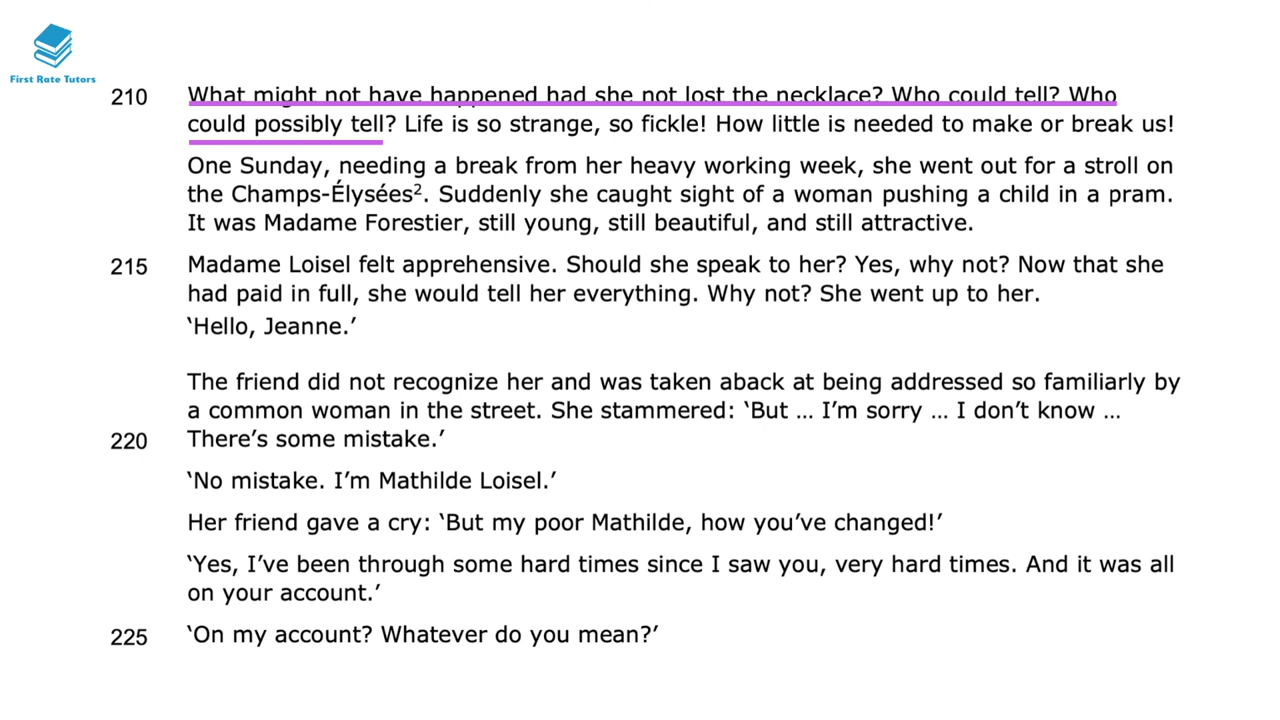 First Rate Tutors
210 What might not have happened had she not lost the necklace? Who could tell? Who
could possibly tell? Life is so strange, so fickle! How little is needed to make or break us!
One Sunday, needing a break from her heavy working week, she went out for a stroll on
the Champs-Élysées². Suddenly she caught sight of a woman pushing a child in a pram.
It was Madame Forestier, still young, still beautiful, and still attractive.
215 Madame Loisel felt apprehensive. Should she speak to her? Yes, why not? Now that she
had paid in full, she would tell her everything. Why not? She went up to her.
‘Hello, Jeanne.’
The friend did not recognize her and was taken aback at being addressed so familiarly by
a common woman in the street. She stammered: ‘But … I’m sorry … I don’t know …
220 There’s some mistake.’
‘No mistake. I’m Mathilde Loisel.’
Her friend gave a cry: ‘But my poor Mathilde, how you’ve changed!’
‘Yes, I’ve been through some hard times since I saw you, very hard times. And it was all
on your account.’
225 ‘On my account? Whatever do you mean?’